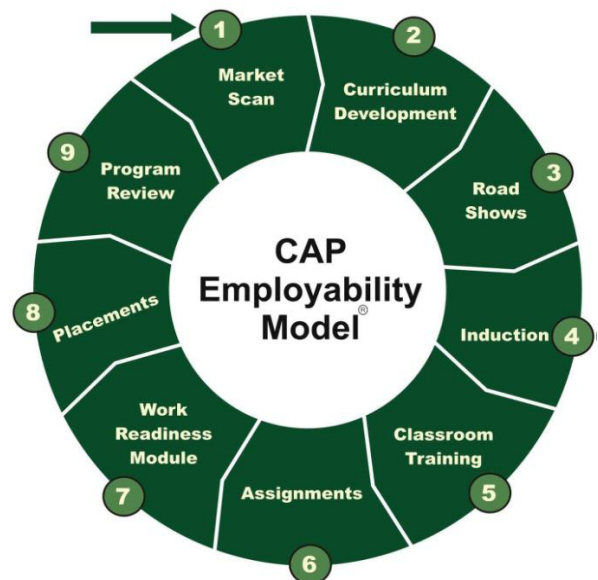 1
Market
Scan
2
Curriculum
Development
3
Road
Shows
4
Induction
5
Classroom
Training
6
Assignments
7
Work
Readiness
Module
8
Placements
9
Program
Review
CAP
Employability
Model®